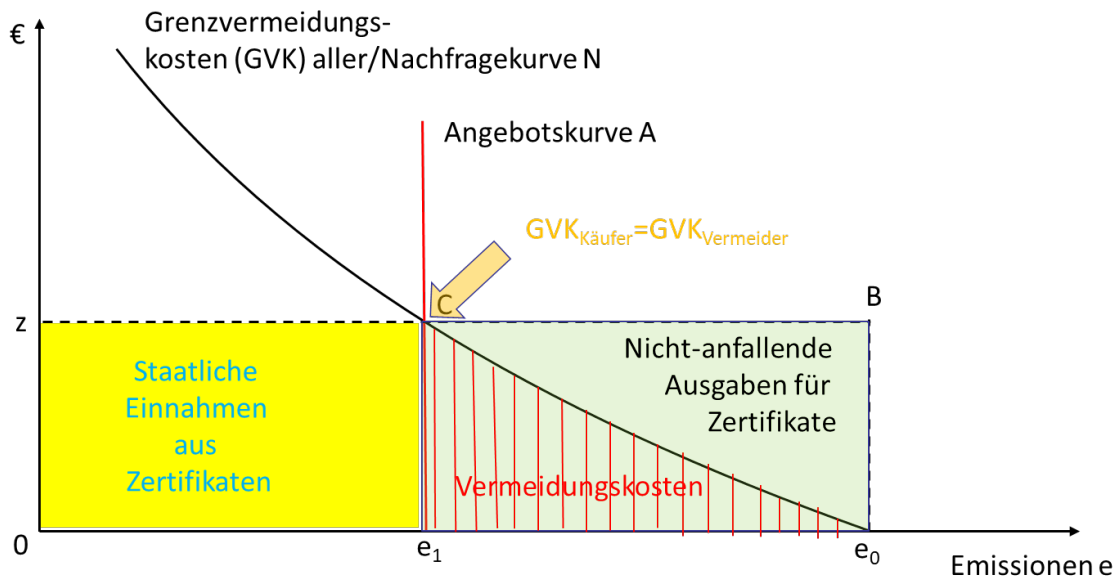 €
Grenzvermeidungs-
kosten (GVK) aller/Nachfragekurve N
Angebotskurve A
GVKKäufer=GVKVermeider
z
C
B
Staatliche
Einnahmen
aus
Zertifikaten
Nicht-anfallende
Ausgaben für
Zertifikate
Vermeidungskosten
0
e1
e0
Emissionen e